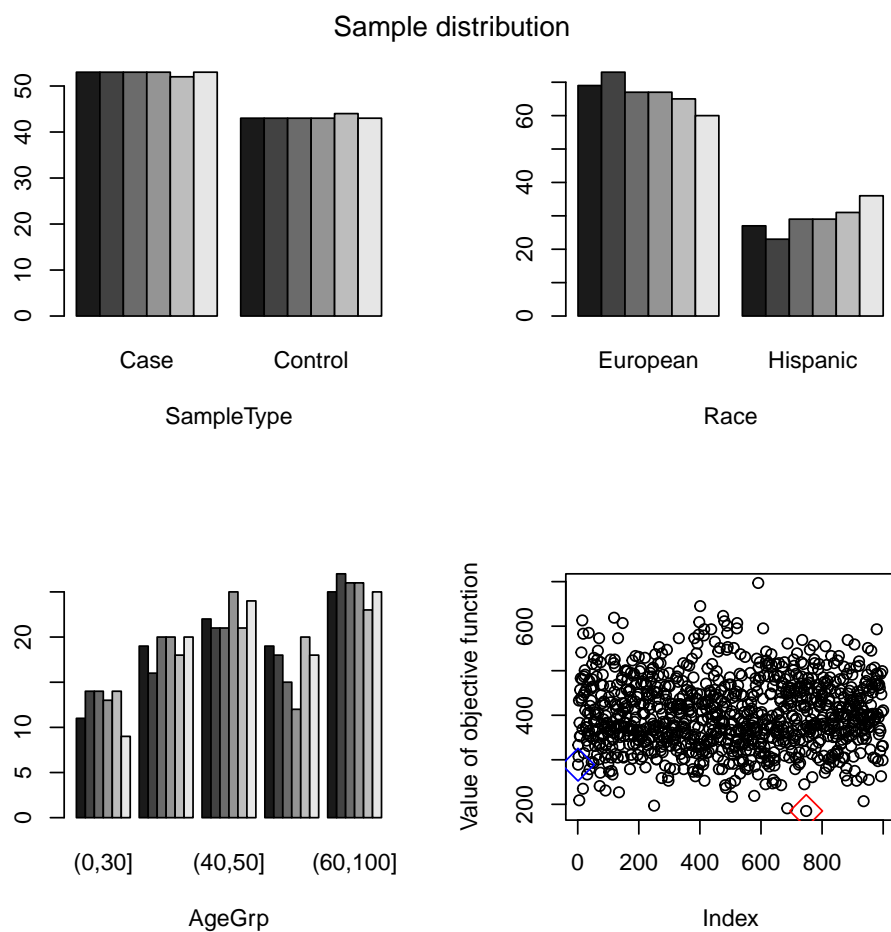 Sample distribution
0 10 20 30 40 50
Case Control
SampleType
0 20 40 60
European Hispanic
Race
0 5 10 20
(0,30] (40,50] (60,100]
AgeGrp
Value of objective function
200 400 600
0 200 400 600 800
Index